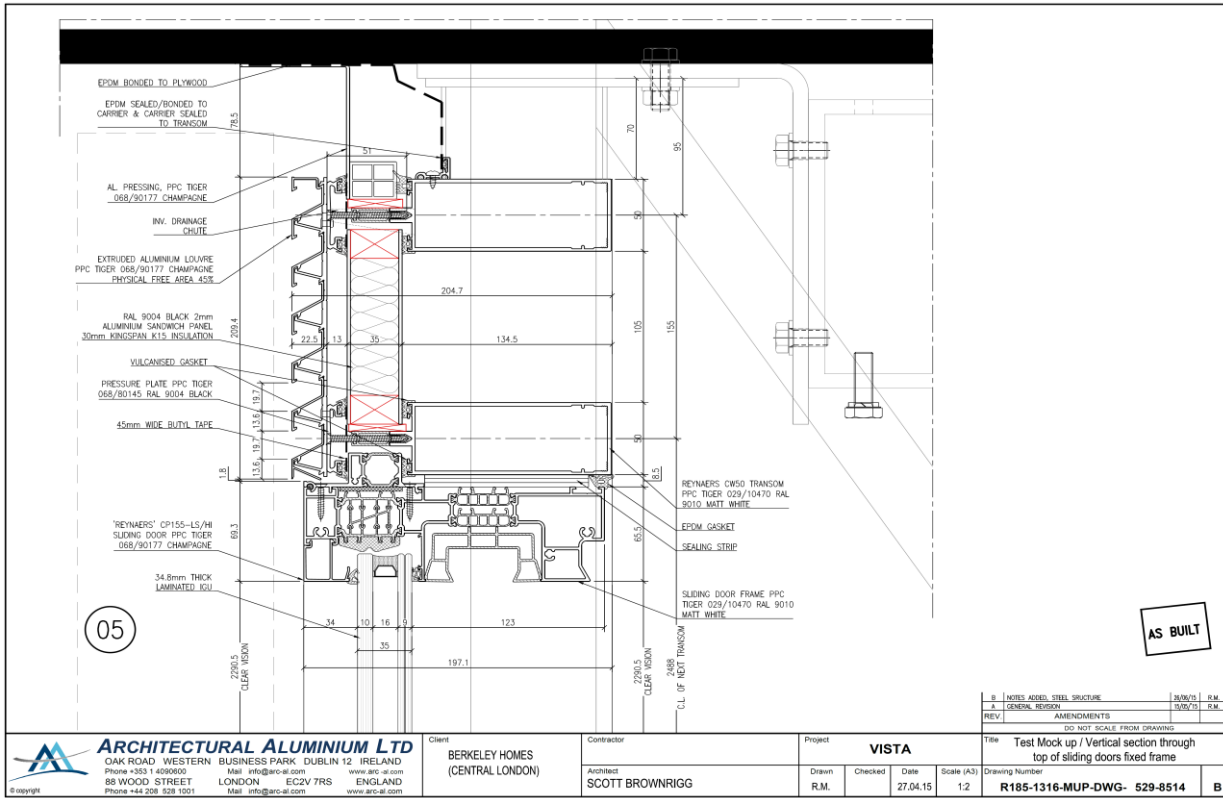 EPDM BONDED TO PLYWOOD
EPDM SEALED/BONDED TO
CARRIER & CARRIER SEALED
TO TRANSOM
AL. PRESSING, PPC TIGER
068/90177 CHAMPAGNE
INV. DRAINAGE
CHUTE
EXTRUDED ALUMINIUM LOUVRE
PPC TIGER 068/90177 CHAMPAGNE
PHYSICAL FREE AREA 45%
RAL 9004 BLACK 2mm
ALUMINIUM SANDWICH PANEL
30mm KINGSPAN K15 INSULATION
VULCANISED GASKET
PRESSURE PLATE PPC TIGER
068/80145 RAL 9004 BLACK
45mm WIDE BUTYL TAPE
'REYNAERS' CP155-LS/HI
SLIDING DOOR PPC TIGER
068/90177 CHAMPAGNE
34.8mm THICK
LAMINATED IGU
05
78.5
209.4
1.8
69.3
2290.5
CLEAR VISION
19.7
13.6
19.7
13.6
51
204.7
22.5
13
35
134.5
34
10
16
9
123
35
197.1
70
95
50
105
155
50
8.5
65.5
2290.5
CLEAR VISION
2488
C.L. OF NEXT TRANSOM
REYNAERS CW50 TRANSOM
PPC TIGER 029/10470 RAL
9010 MATT WHITE
EPDM GASKET
SEALING STRIP
SLIDING DOOR FRAME PPC
TIGER 029/10470 RAL 9010
MATT WHITE
AS BUILT
B NOTES ADDED, STEEL SRUCTURE 26/06/15 R.M.
A GENERAL REVISION 15/05/15 R.M.
REV. AMENDMENTS
DO NOT SCALE FROM DRAWING
© copyright
ARCHITECTURAL ALUMINIUM LTD
OAK ROAD WESTERN BUSINESS PARK DUBLIN 12 IRELAND
Phone +353 1 4090600 Mail info@arc-al.com www.arc-al.com
88 WOOD STREET LONDON EC2V 7RS ENGLAND
Phone +44 208 528 1001 Mail info@arc-al.com www.arc-al.com
Client
BERKELEY HOMES
(CENTRAL LONDON)
Contractor
Architect
SCOTT BROWNRIGG
Project
VISTA
Drawn
R.M.
Checked
Date
27.04.15
Scale (A3)
1:2
Title
Test Mock up / Vertical section through
top of sliding doors fixed frame
Drawing Number
R185-1316-MUP-DWG- 529-8514
B